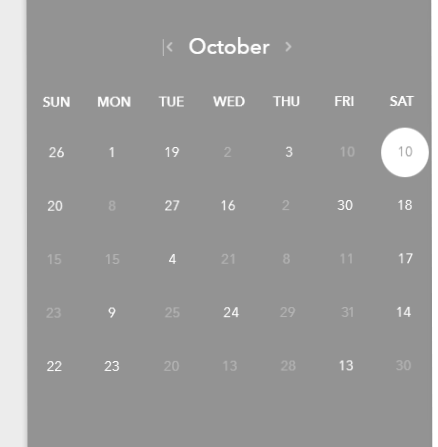 |< October >
SUN MON TUE WED THU FRI SAT
26 1 19 2 3 10 10
20 8 27 16 2 30 18
15 15 4 21 8 11 17
23 9 25 24 29 31 14
22 23 20 13 28 13 30